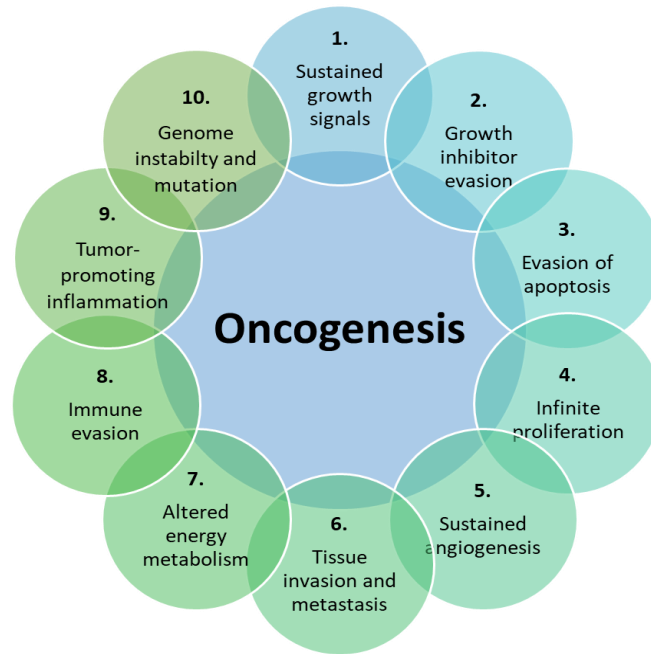 1.
Sustained
growth
signals
2.
Growth
inhibitor
evasion
3.
Evasion of
apoptosis
4.
Infinite
proliferation
5.
Sustained
angiogenesis
6.
Tissue
invasion and
metastasis
7.
Altered
energy
metabolism
8.
Immune
evasion
9.
Tumor-
promoting
inflammation
10.
Genome
instabilty and
mutation
Oncogenesis